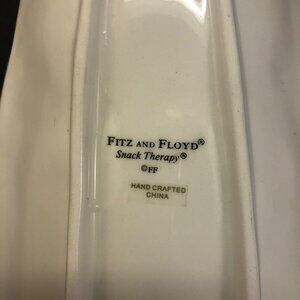 FITZ AND FLOYD®
Snack Therapy®
©FF
HAND CRAFTED
CHINA